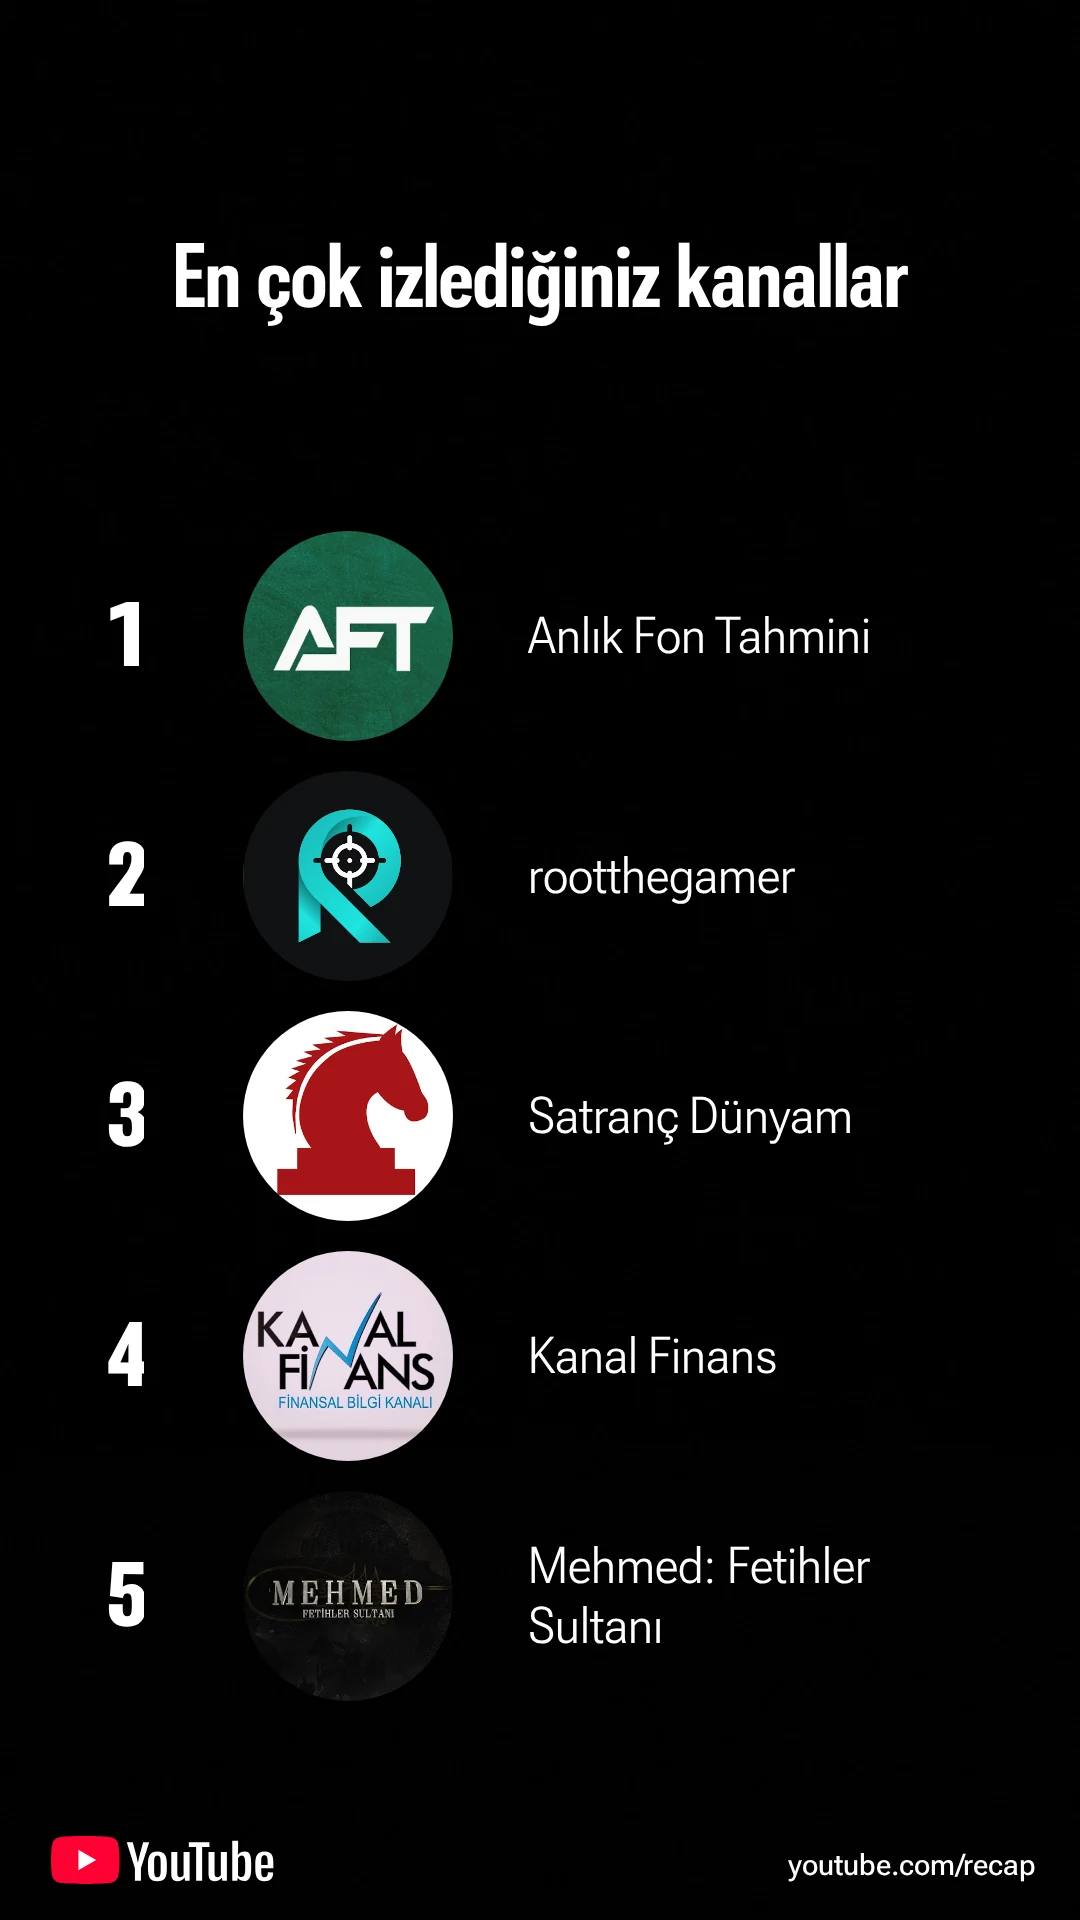 En çok izlediğiniz kanallar
1
AFT
Anlık Fon Tahmini
2
rootthegamer
3
Satranç Dünyam
4
KANAL
FİNANS
FİNANSAL BİLGİ KANALI
Kanal Finans
5
MEHMED
FETİHLER SULTANI
Mehmed: Fetihler
Sultanı
YouTube
youtube.com/recap